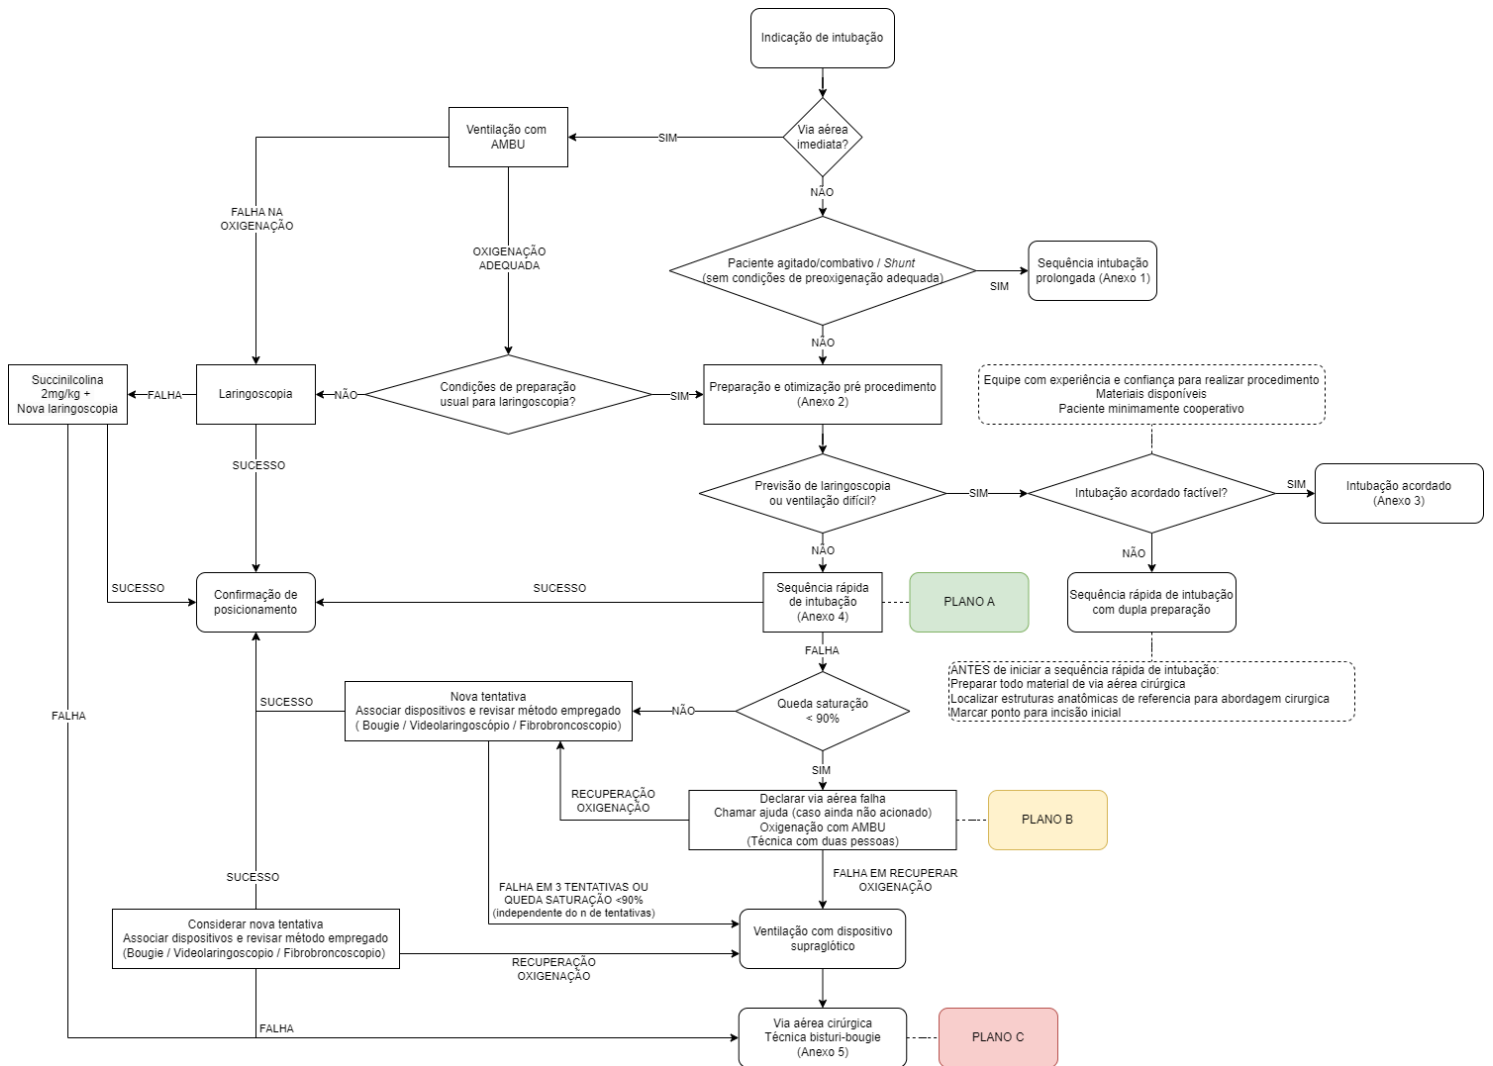 Indicação de intubação
Via aérea
imediata?
SIM
Ventilação com
AMBU
NÃO
FALHA NA
OXIGENAÇÃO
OXIGENAÇÃO
ADEQUADA
Paciente agitado/combativo / Shunt
(sem condições de preoxigenação adequada)
SIM
Sequência intubação
prolongada (Anexo 1)
NÃO
Succinilcolina
2mg/kg +
Nova laringoscopia
FALHA
Laringoscopia
NÃO
Condições de preparação
usual para laringoscopia?
SIM
Preparação e otimização pré procedimento
(Anexo 2)
Equipe com experiência e confiança para realizar procedimento
Materiais disponíveis
Paciente minimamente cooperativo
SUCESSO
Previsão de laringoscopia
ou ventilação difícil?
SIM
Intubação acordado factível?
SIM
Intubação acordado
(Anexo 3)
NÃO
NÃO
SUCESSO
Confirmação de
posicionamento
SUCESSO
Sequência rápida
de intubação
(Anexo 4)
PLANO A
Sequência rápida de intubação
com dupla preparação
FALHA
ANTES de iniciar a sequência rápida de intubação:
Preparar todo material de via aérea cirúrgica
Localizar estruturas anatômicas de referencia para abordagem cirurgica
Marcar ponto para incisão inicial
FALHA
SUCESSO
Nova tentativa
Associar dispositivos e revisar método empregado
( Bougie / Videolaringoscópio / Fibrobroncoscopio)
NÃO
Queda saturação
< 90%
SIM
RECUPERAÇÃO
OXIGENAÇÃO
Declarar via aérea falha
Chamar ajuda (caso ainda não acionado)
Oxigenação com AMBU
(Técnica com duas pessoas)
PLANO B
SUCESSO
FALHA EM 3 TENTATIVAS OU
QUEDA SATURAÇÃO <90%
(independente do n de tentativas)
FALHA EM RECUPERAR
OXIGENAÇÃO
Considerar nova tentativa
Associar dispositivos e revisar método empregado
(Bougie / Videolaringoscopio / Fibrobroncoscopio)
RECUPERAÇÃO
OXIGENAÇÃO
Ventilação com dispositivo
supraglótico
FALHA
Via aérea cirúrgica
Técnica bisturi-bougie
(Anexo 5)
PLANO C